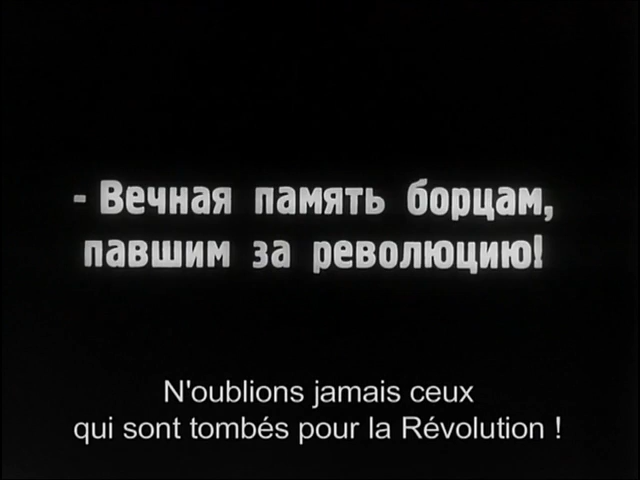 - Вечная память борцам,
павшим за революцию!
N'oublions jamais ceux
qui sont tombés pour la Révolution !